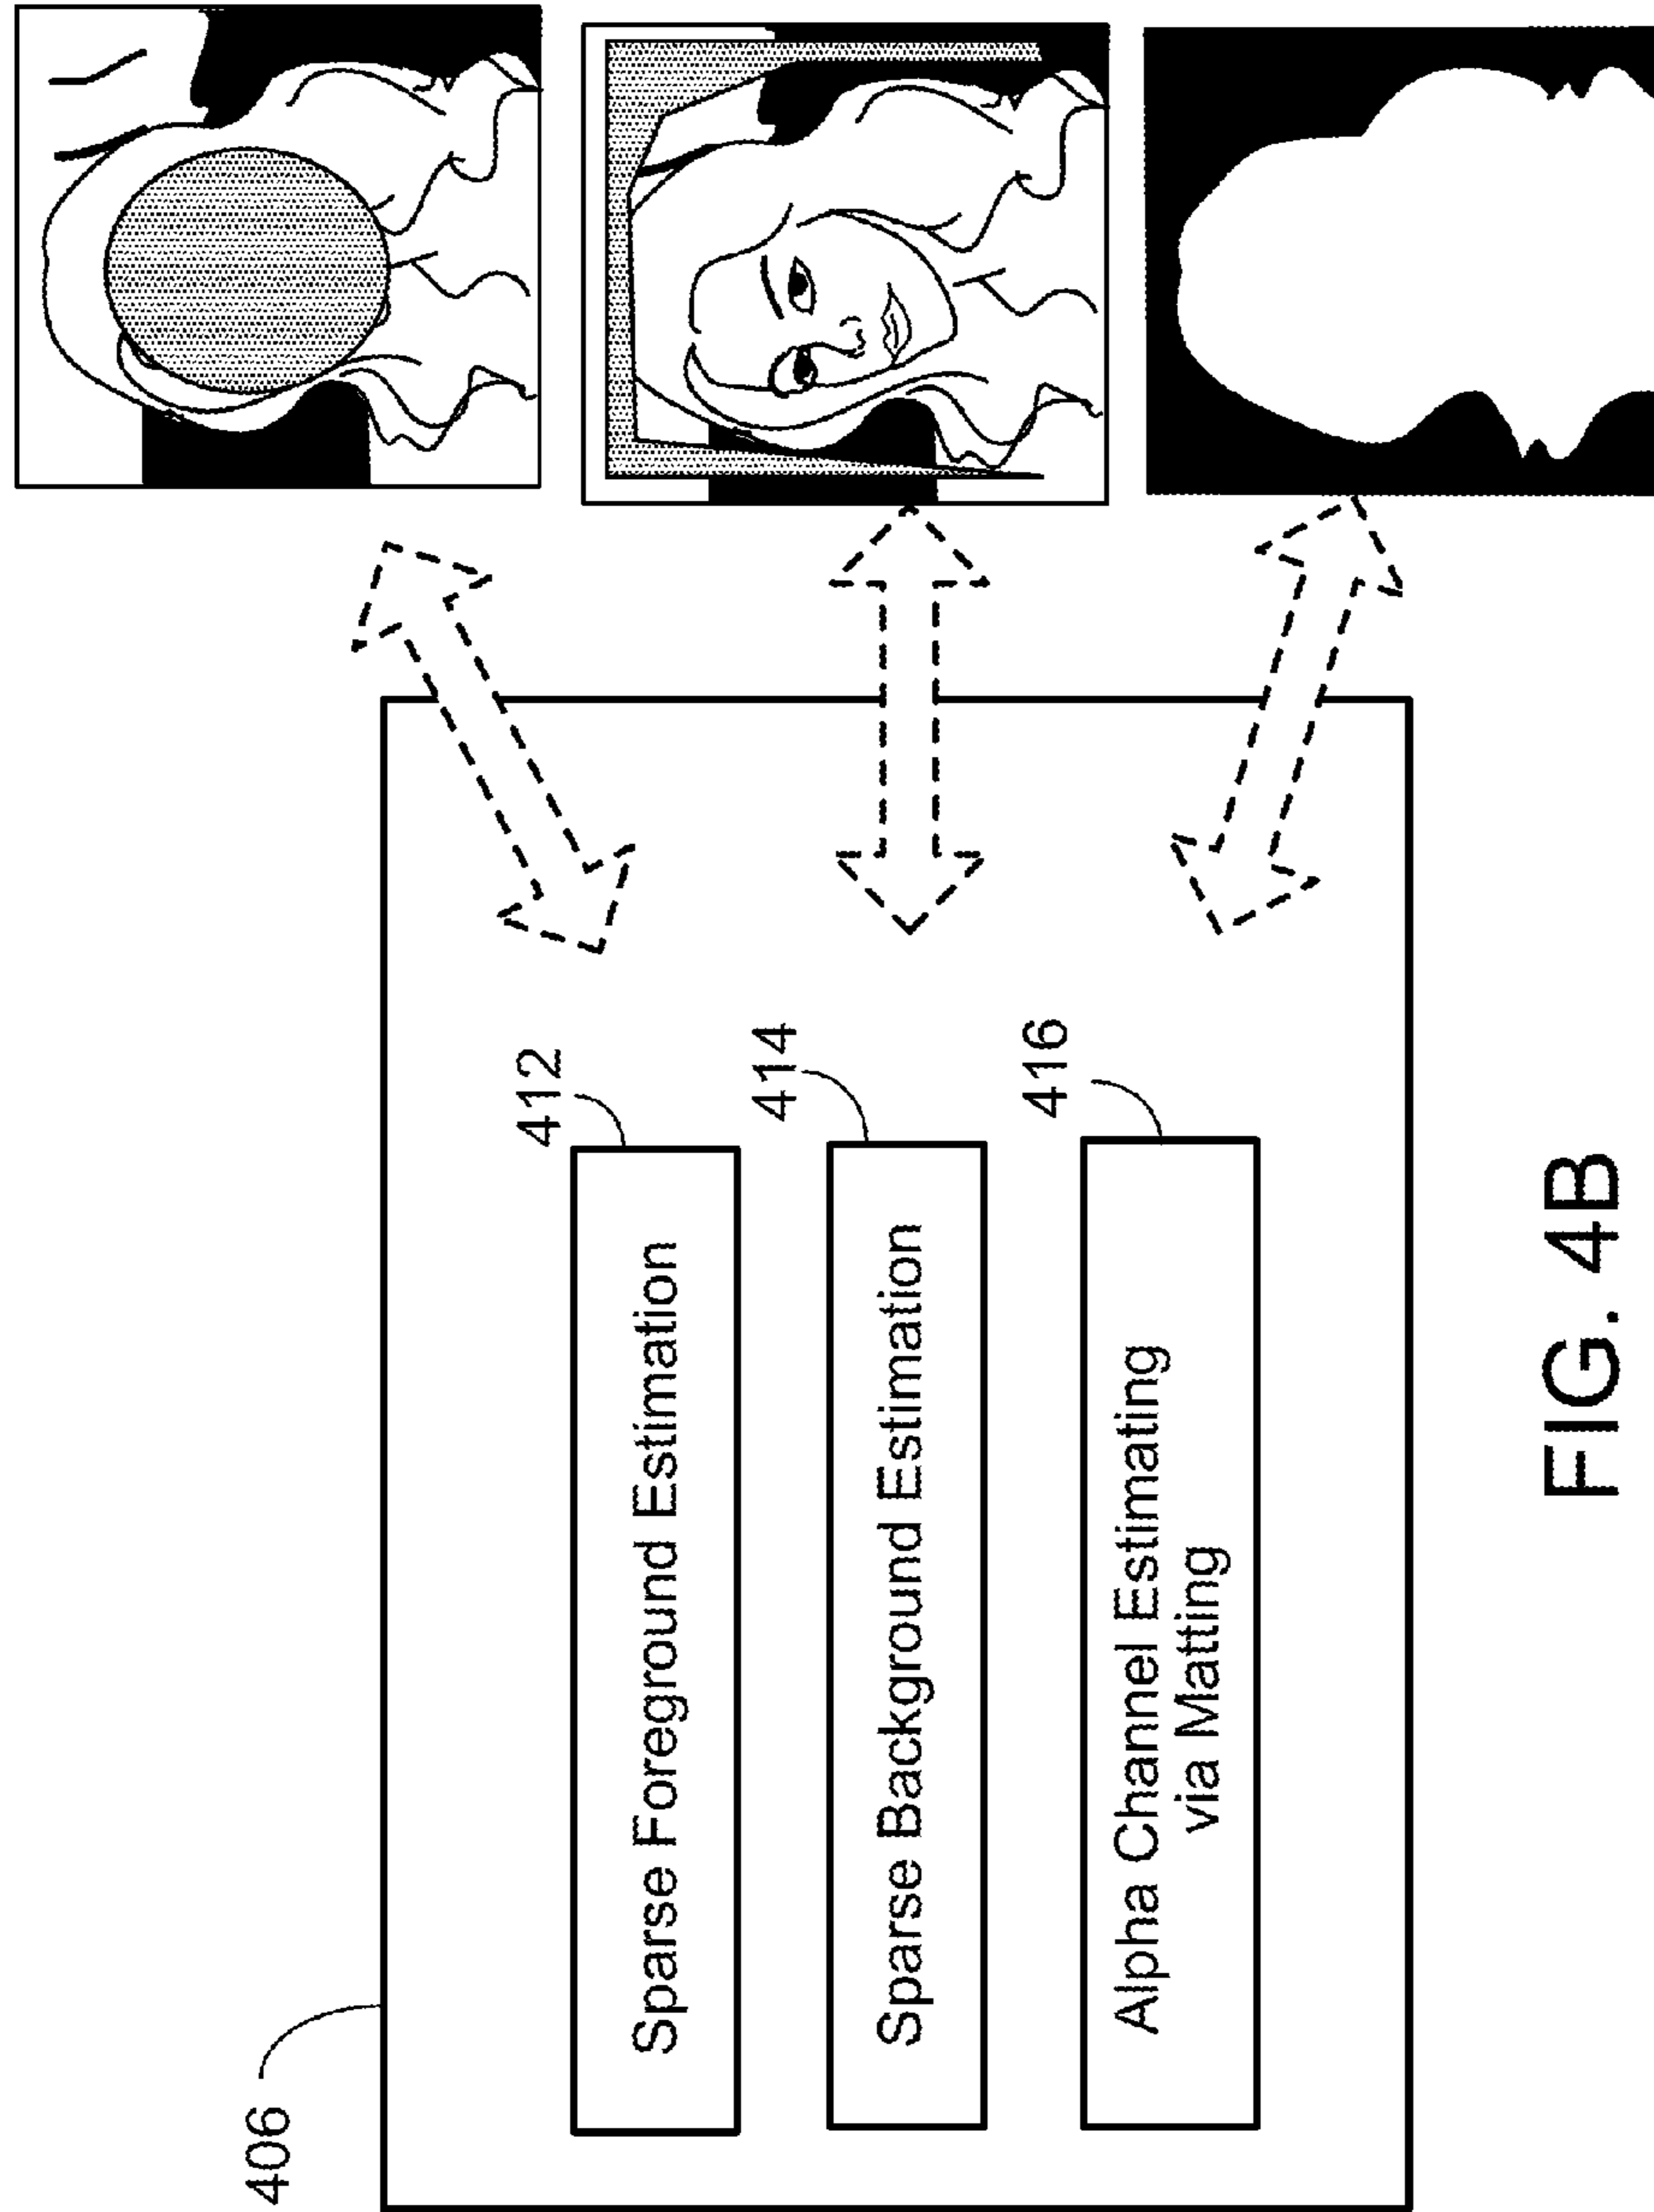 406
412
Sparse Foreground Estimation
414
Sparse Background Estimation
416
Alpha Channel Estimating
via Matting
FIG. 4B